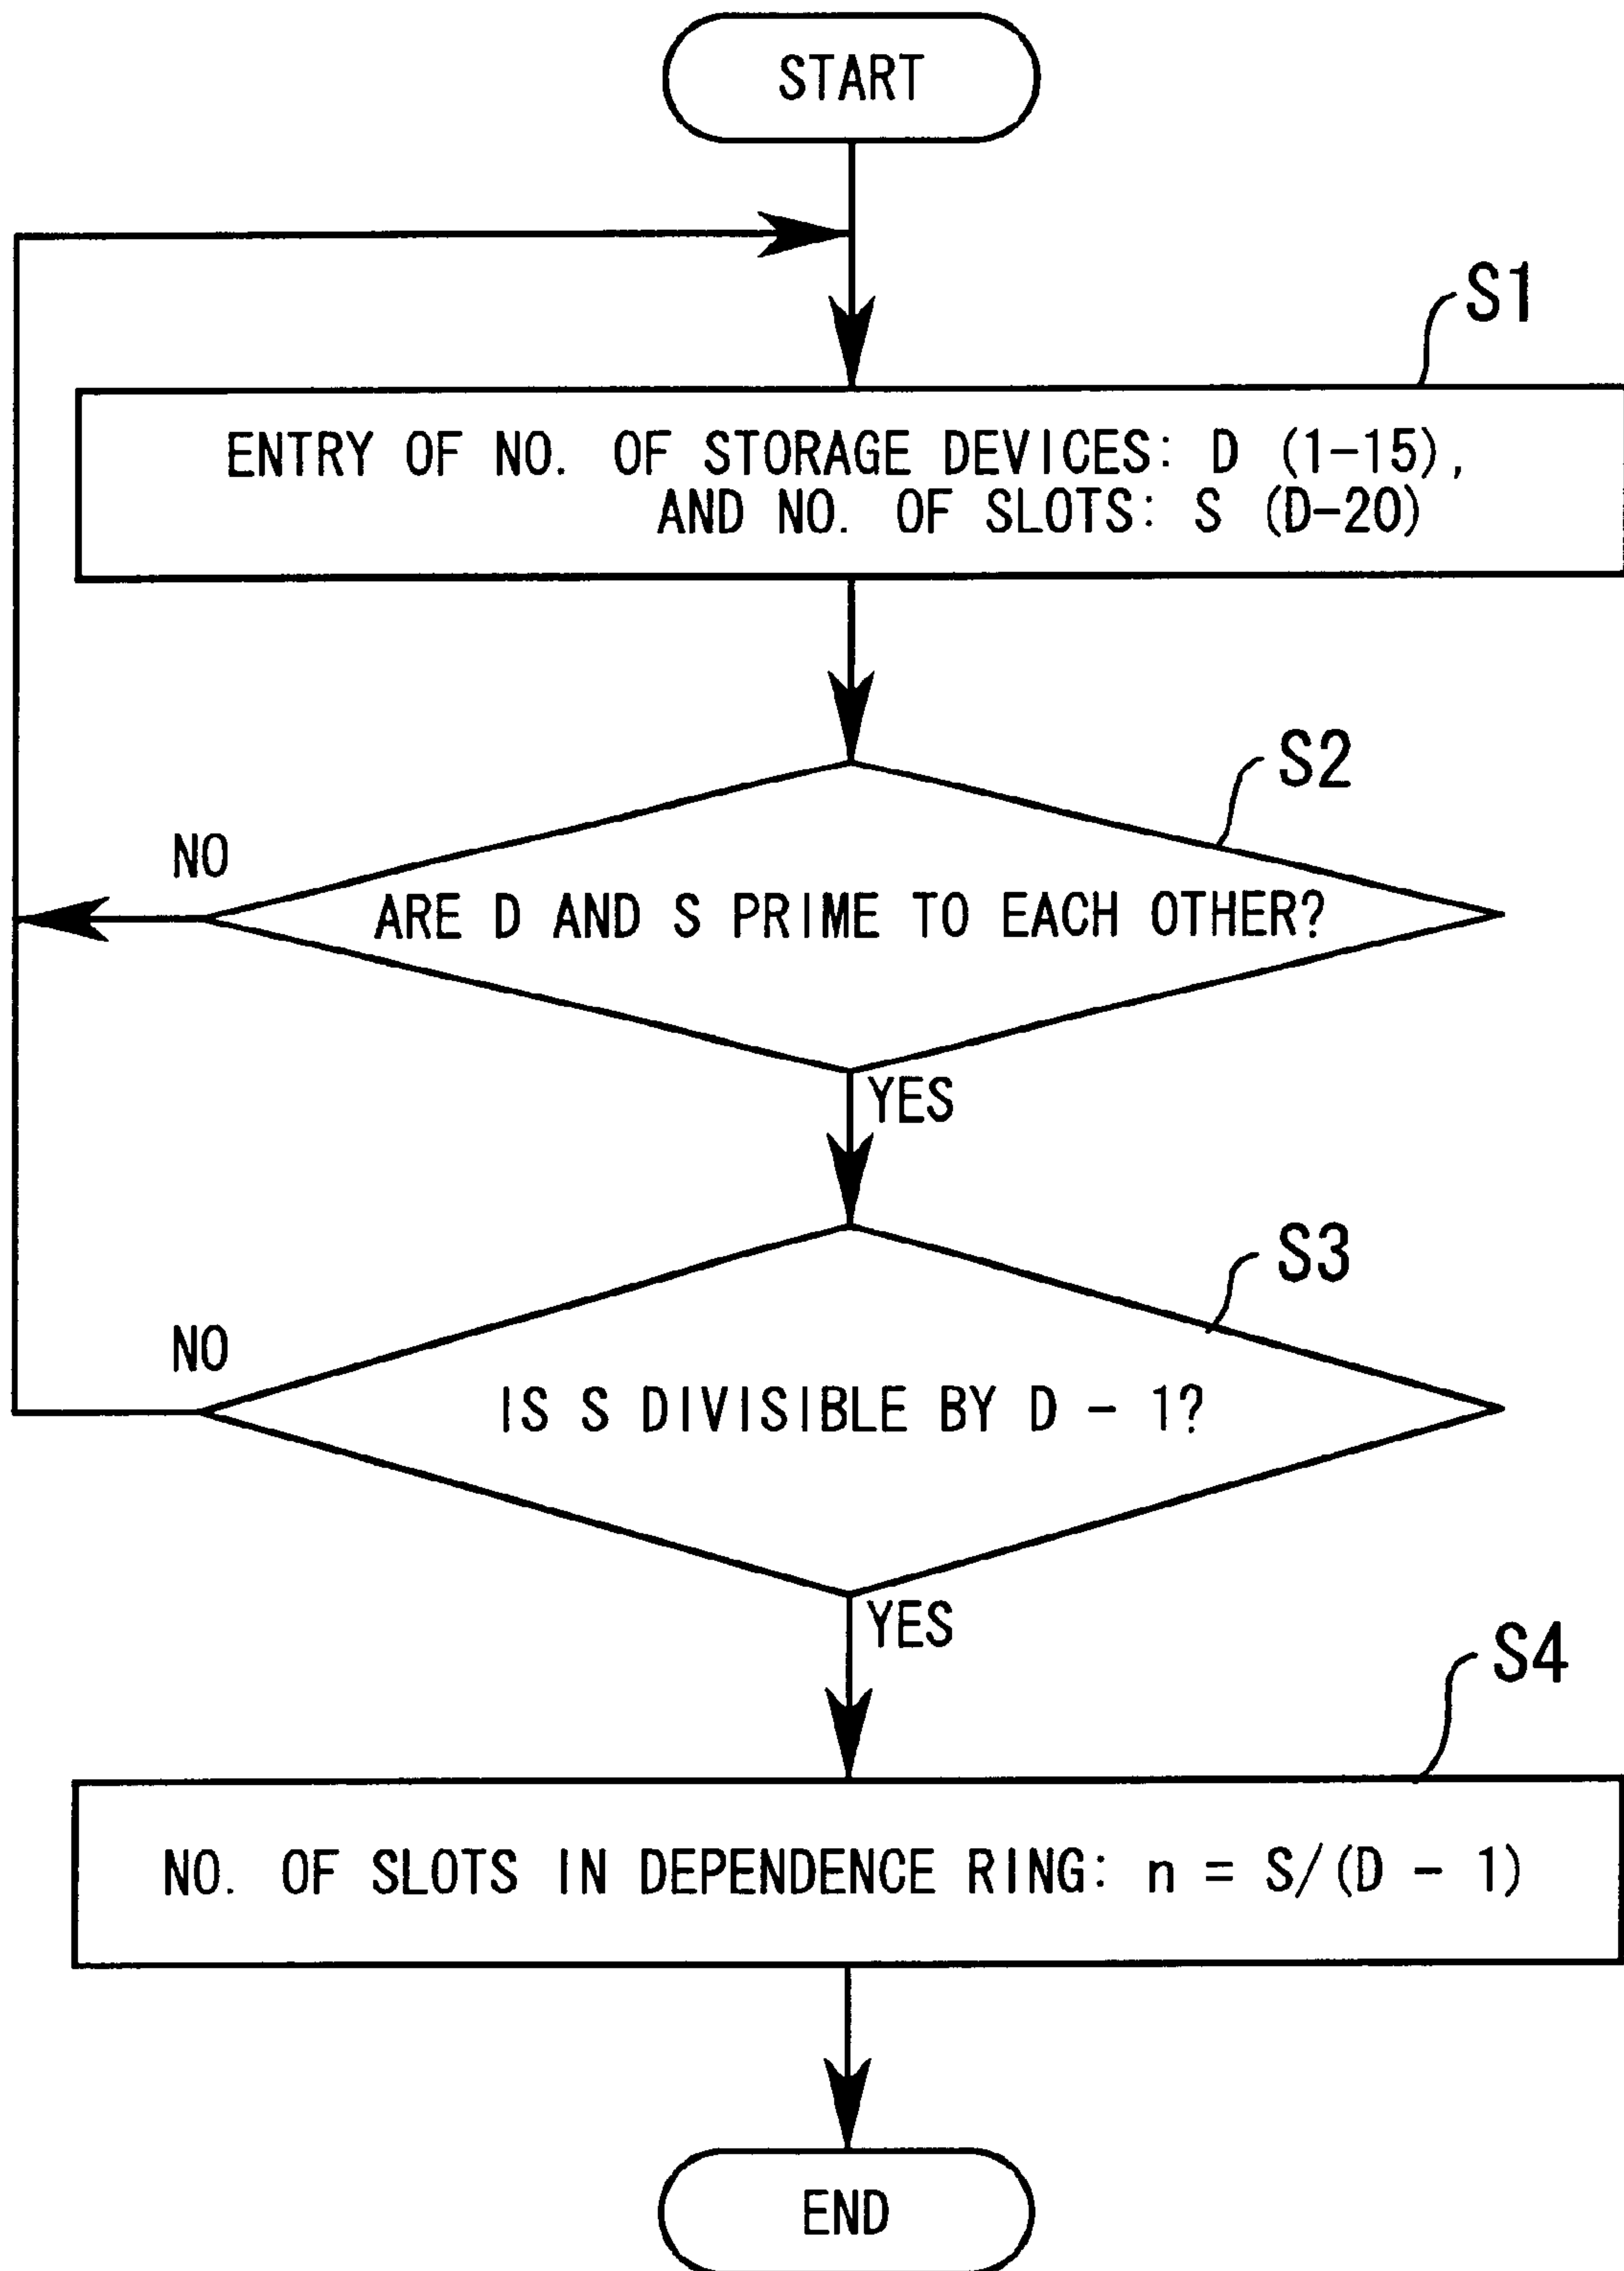 START
S1
ENTRY OF NO. OF STORAGE DEVICES: D (1-15),
AND NO. OF SLOTS: S (D-20)
S2
NO
ARE D AND S PRIME TO EACH OTHER?
YES
S3
NO
IS S DIVISIBLE BY D - 1?
YES
S4
NO. OF SLOTS IN DEPENDENCE RING: n = S/(D - 1)
END